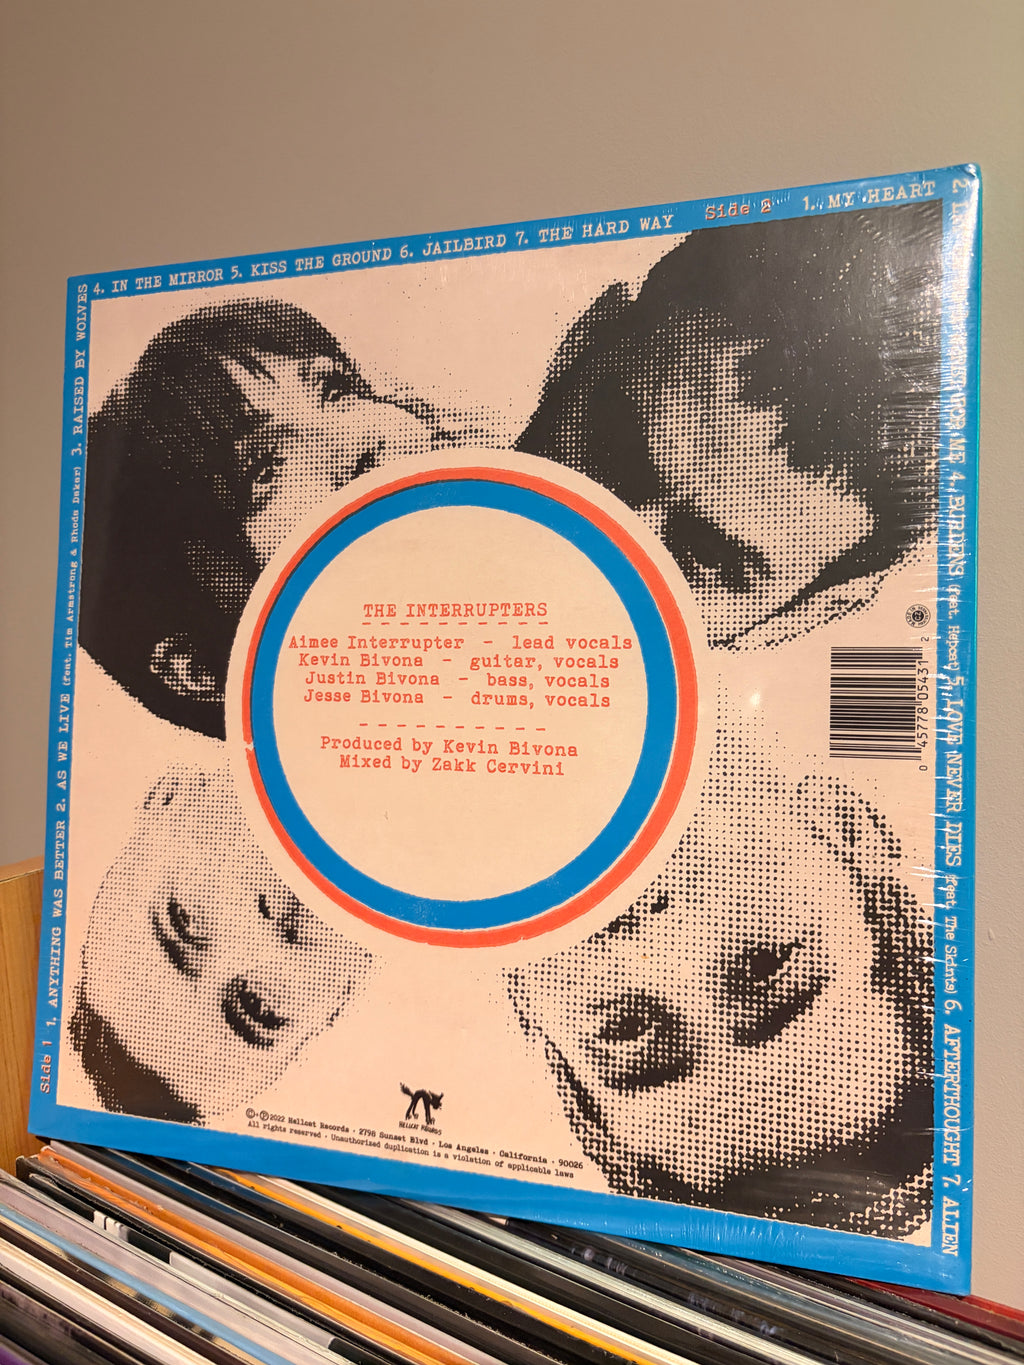 Side 1 1. ANYTHING WAS BETTER 2. AS WE LIVE (feat. Tim Armstrong & Rhoda Dakar) 3. RAISED BY WOLVES
4. IN THE MIRROR 5. KISS THE GROUND 6. JAILBIRD 7. THE HARD WAY Side 2 1. MY HEART
2. FOR ME 4. BURDENS (feat. Hepcat) 5. LOVE NEVER DIES (feat. The Skints) 6. AFTERTHOUGHT 7. ALIEN
THE INTERRUPTERS
Aimee Interrupter - lead vocals
Kevin Bivona - guitar, vocals
Justin Bivona - bass, vocals
Jesse Bivona - drums, vocals
Produced by Kevin Bivona
Mixed by Zakk Cervini
0 45778 05431 2
HELLCAT RECORDS
©+℗2022 Hellcat Records · 2798 Sunset Blvd · Los Angeles · California · 90026
All rights reserved · Unauthorized duplication is a violation of applicable laws